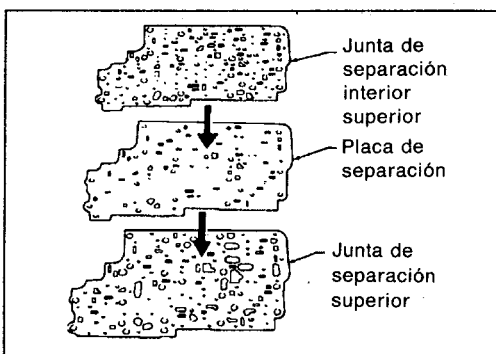 Junta de
separación
interior
superior
Placa de
separación
Junta de
separación
superior